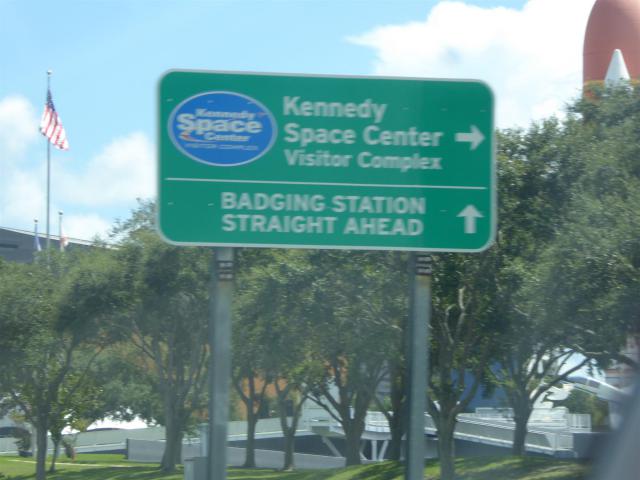 Kennedy
Space
Center
VISITOR COMPLEX
Kennedy
Space Center
Visitor Complex
BADGING STATION
STRAIGHT AHEAD